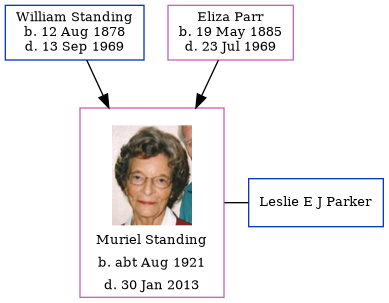 William Standing
b. 12 Aug 1878
d. 13 Sep 1969
Eliza Parr
b. 19 May 1885
d. 23 Jul 1969
Muriel Standing
b. abt Aug 1921
d. 30 Jan 2013
Leslie E J Parker